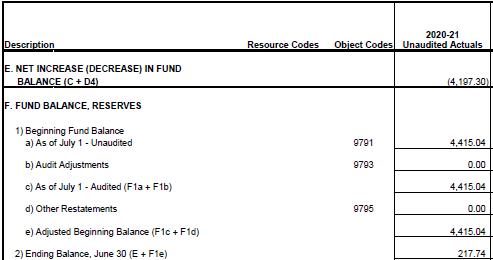 2020-21
Description Resource Codes Object Codes Unaudited Actuals
E. NET INCREASE (DECREASE) IN FUND
BALANCE (C + D4) (4,197.30)
F. FUND BALANCE, RESERVES
1) Beginning Fund Balance
a) As of July 1 - Unaudited 9791 4,415.04
b) Audit Adjustments 9793 0.00
c) As of July 1 - Audited (F1a + F1b) 4,415.04
d) Other Restatements 9795 0.00
e) Adjusted Beginning Balance (F1c + F1d) 4,415.04
2) Ending Balance, June 30 (E + F1e) 217.74